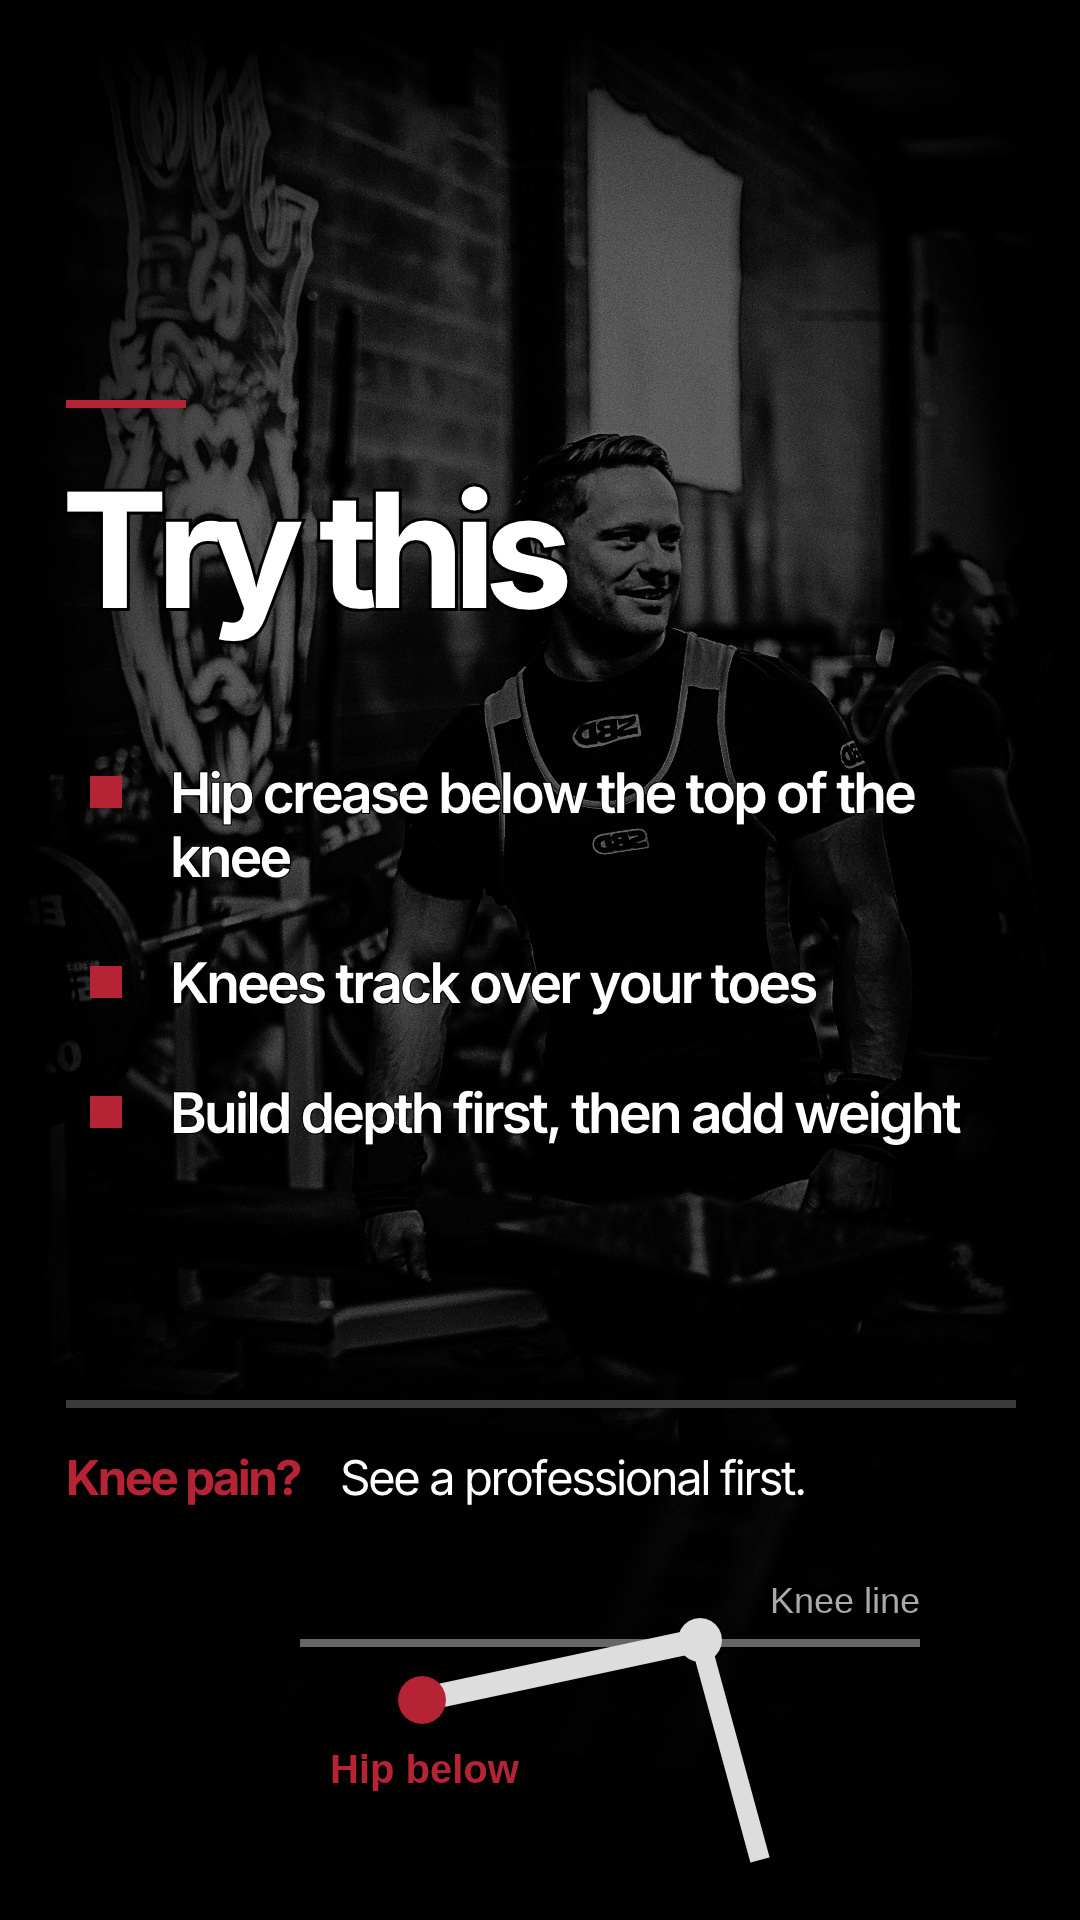 Try this
Hip crease below the top of the
knee
Knees track over your toes
Build depth first, then add weight
Knee pain? See a professional first.
Knee line
Hip below